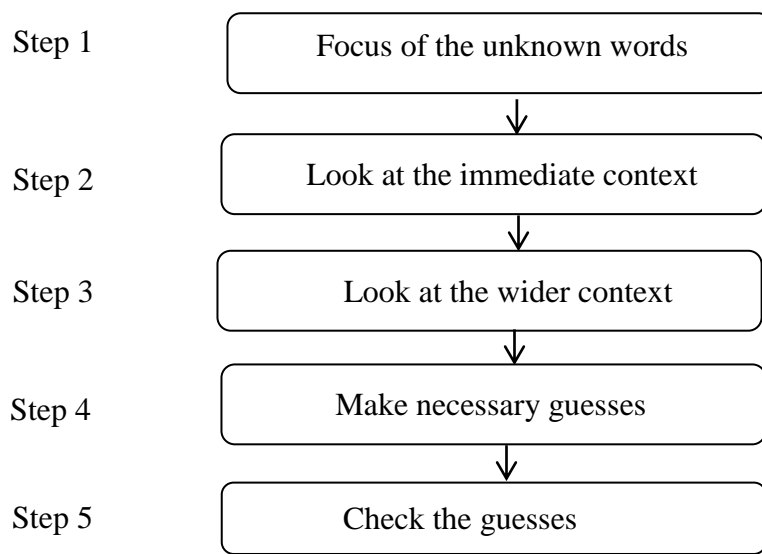 Step 1 Focus of the unknown words
Step 2 Look at the immediate context
Step 3 Look at the wider context
Step 4 Make necessary guesses
Step 5 Check the guesses